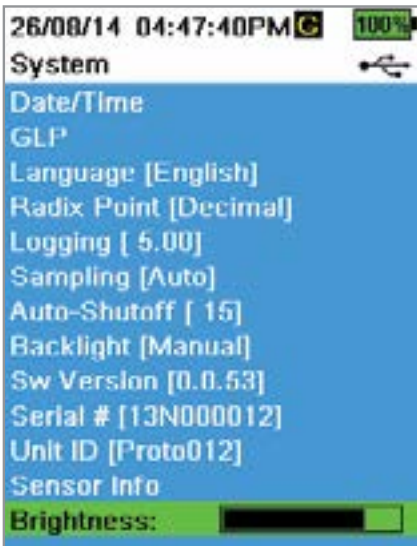 26/08/14 04:47:40PM G 100%
System
Date/Time
GLP
Language [English]
Radix Point [Decimal]
Logging [ 5.00]
Sampling [Auto]
Auto-Shutoff [ 15]
Backlight [Manual]
Sw Version [0.0.53]
Serial # [13N000012]
Unit ID [Proto012]
Sensor Info
Brightness: